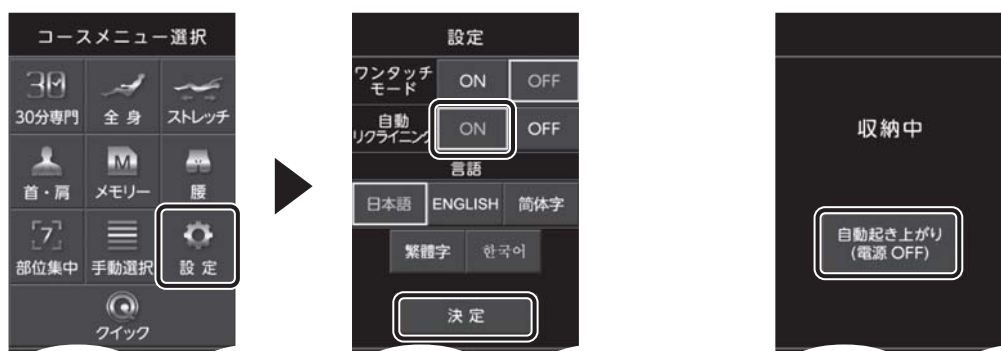 コースメニュー選択
30
30分専門
全 身
ストレッチ
首・肩
M
メモリー
腰
7
部位集中
手動選択
設 定
クイック
設定
ワンタッチ
モード
ON
OFF
自動
リクライニング
ON
OFF
言語
日本語
ENGLISH
简体字
繁體字
한국어
決 定
収納中
自動起き上がり
(電源 OFF)